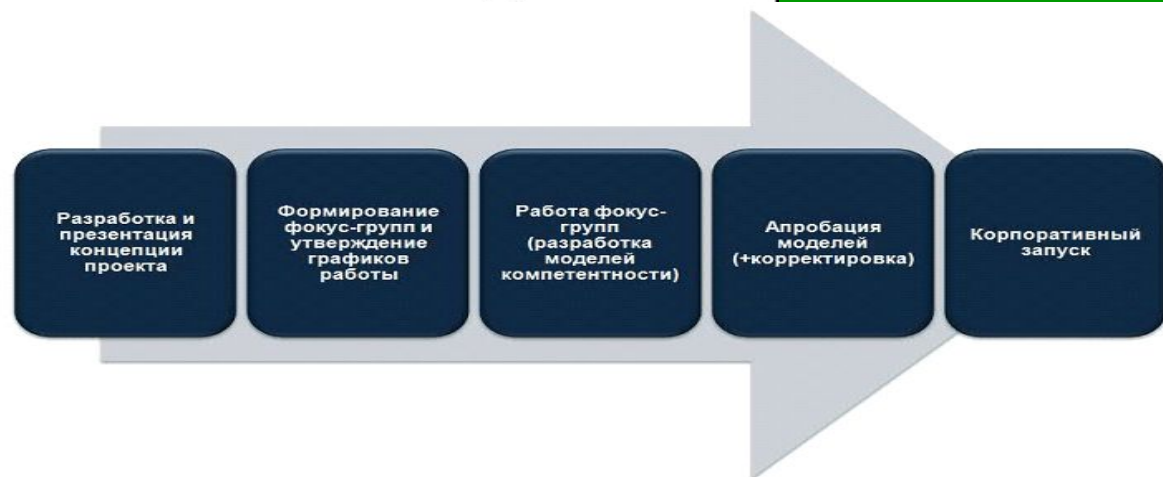 Разработка и
презентация
концепции
проекта
Формирование
фокус-групп и
утверждение
графиков
работы
Работа фокус-
групп
(разработка
моделей
компетентности)
Апробация
моделей
(+корректировка)
Корпоративный
запуск